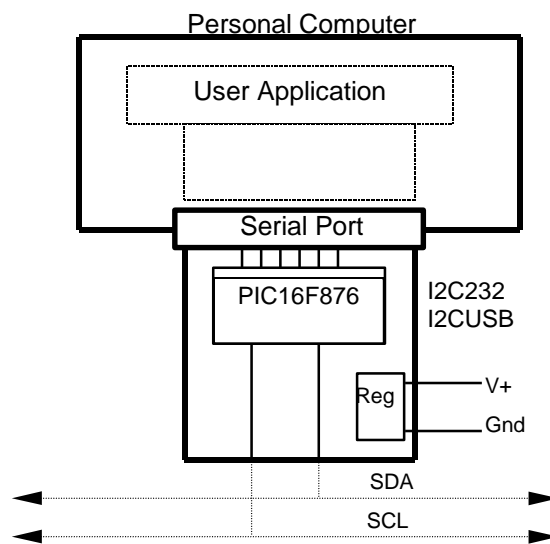 Personal Computer
User Application
Serial Port
PIC16F876
I2C232
I2CUSB
Reg
V+
Gnd
SDA
SCL